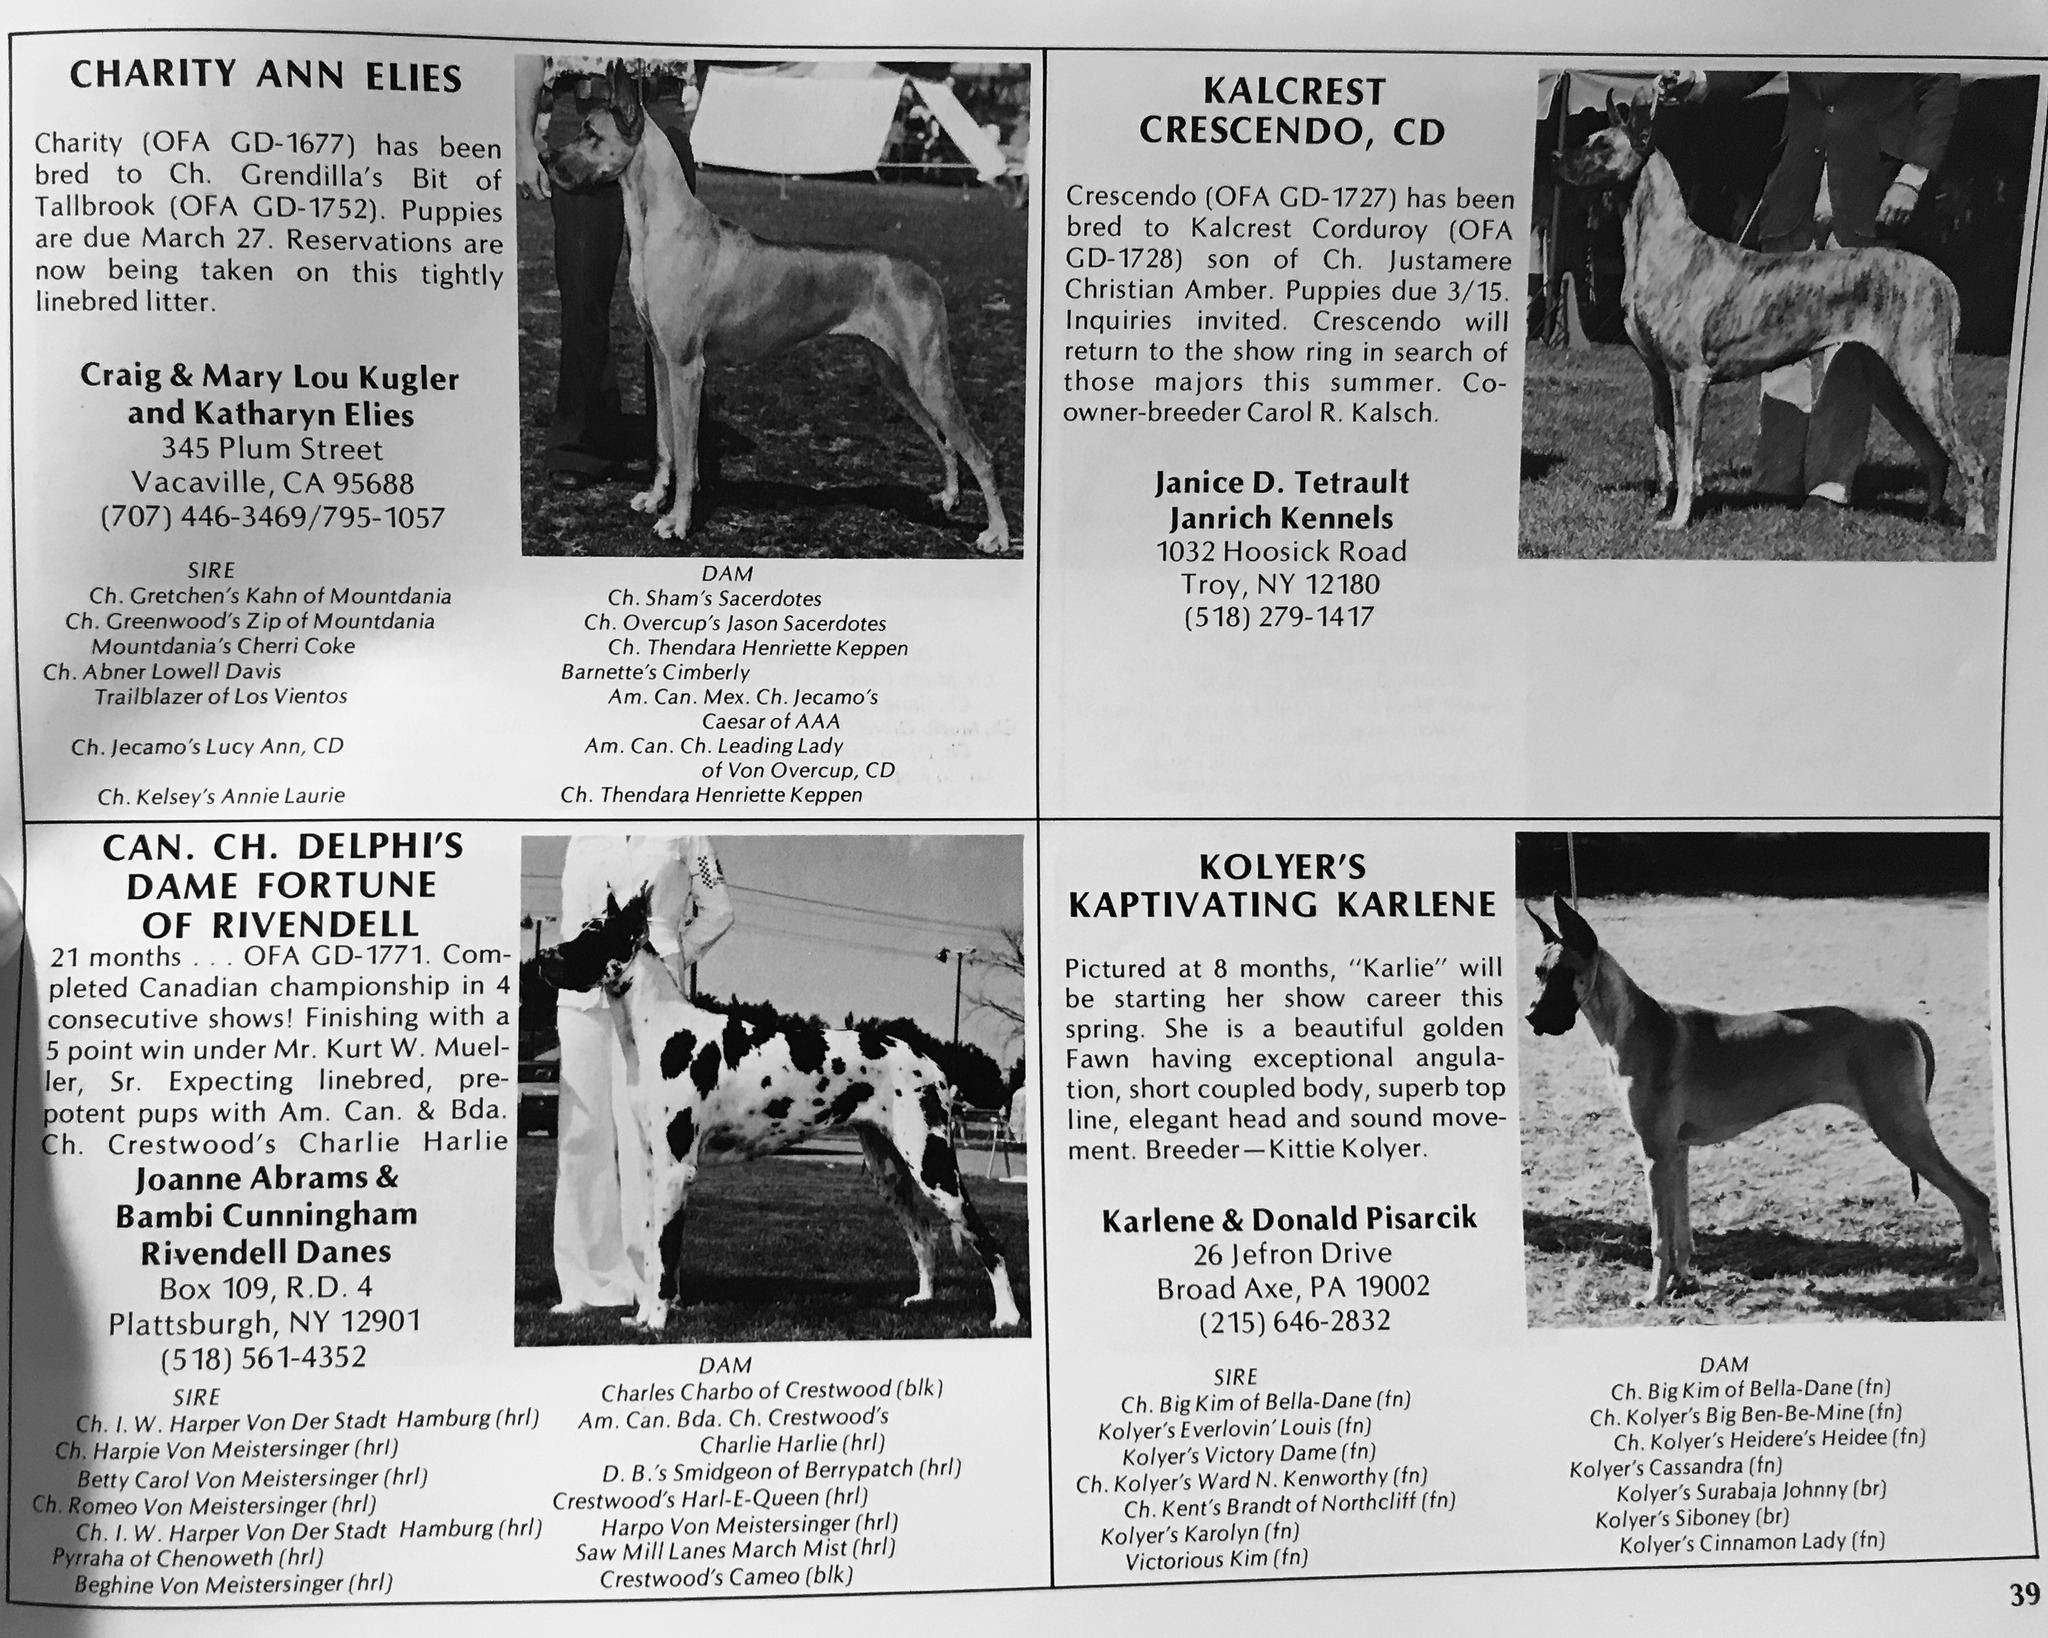 CHARITY ANN ELIES
Charity (OFA GD-1677) has been
bred to Ch. Grendilla's Bit of
Tallbrook (OFA GD-1752). Puppies
are due March 27. Reservations are
now being taken on this tightly
linebred litter.
Craig & Mary Lou Kugler
and Katharyn Elies
345 Plum Street
Vacaville, CA 95688
(707) 446-3469/795-1057
SIRE
Ch. Gretchen's Kahn of Mountdania
Ch. Greenwood's Zip of Mountdania
Mountdania's Cherri Coke
Ch. Abner Lowell Davis
Trailblazer of Los Vientos
Ch. Jecamo's Lucy Ann, CD
Ch. Kelsey's Annie Laurie
DAM
Ch. Sham's Sacerdotes
Ch. Overcup's Jason Sacerdotes
Ch. Thendara Henriette Keppen
Barnette's Cimberly
Am. Can. Mex. Ch. Jecamo's
Caesar of AAA
Am. Can. Ch. Leading Lady
of Von Overcup, CD
Ch. Thendara Henriette Keppen
KALCREST
CRESCENDO, CD
Crescendo (OFA GD-1727) has been
bred to Kalcrest Corduroy (OFA
GD-1728) son of Ch. Justamere
Christian Amber. Puppies due 3/15.
Inquiries invited. Crescendo will
return to the show ring in search of
those majors this summer. Co-
owner-breeder Carol R. Kalsch.
Janice D. Tetrault
Janrich Kennels
1032 Hoosick Road
Troy, NY 12180
(518) 279-1417
CAN. CH. DELPHI'S
DAME FORTUNE
OF RIVENDELL
21 months . . . OFA GD-1771. Com-
pleted Canadian championship in 4
consecutive shows! Finishing with a
5 point win under Mr. Kurt W. Muel-
ler, Sr. Expecting linebred, pre-
potent pups with Am. Can. & Bda.
Ch. Crestwood's Charlie Harlie
Joanne Abrams &
Bambi Cunningham
Rivendell Danes
Box 109, R.D. 4
Plattsburgh, NY 12901
(518) 561-4352
SIRE
Ch. I. W. Harper Von Der Stadt Hamburg (hrl)
Ch. Harpie Von Meistersinger (hrl)
Betty Carol Von Meistersinger (hrl)
Ch. Romeo Von Meistersinger (hrl)
Ch. I. W. Harper Von Der Stadt Hamburg (hrl)
Pyrraha of Chenoweth (hrl)
Beghine Von Meistersinger (hrl)
DAM
Charles Charbo of Crestwood (blk)
Am. Can. Bda. Ch. Crestwood's
Charlie Harlie (hrl)
D. B.'s Smidgeon of Berrypatch (hrl)
Crestwood's Harl-E-Queen (hrl)
Harpo Von Meistersinger (hrl)
Saw Mill Lanes March Mist (hrl)
Crestwood's Cameo (blk)
KOLYER'S
KAPTIVATING KARLENE
Pictured at 8 months, "Karlie" will
be starting her show career this
spring. She is a beautiful golden
Fawn having exceptional angula-
tion, short coupled body, superb top
line, elegant head and sound move-
ment. Breeder—Kittie Kolyer.
Karlene & Donald Pisarcik
26 Jefron Drive
Broad Axe, PA 19002
(215) 646-2832
SIRE
Ch. Big Kim of Bella-Dane (fn)
Kolyer's Everlovin' Louis (fn)
Kolyer's Victory Dame (fn)
Ch. Kolyer's Ward N. Kenworthy (fn)
Ch. Kent's Brandt of Northcliff (fn)
Kolyer's Karolyn (fn)
Victorious Kim (fn)
DAM
Ch. Big Kim of Bella-Dane (fn)
Ch. Kolyer's Big Ben-Be-Mine (fn)
Ch. Kolyer's Heidere's Heidee (fn)
Kolyer's Cassandra (fn)
Kolyer's Surabaja Johnny (br)
Kolyer's Siboney (br)
Kolyer's Cinnamon Lady (fn)
39